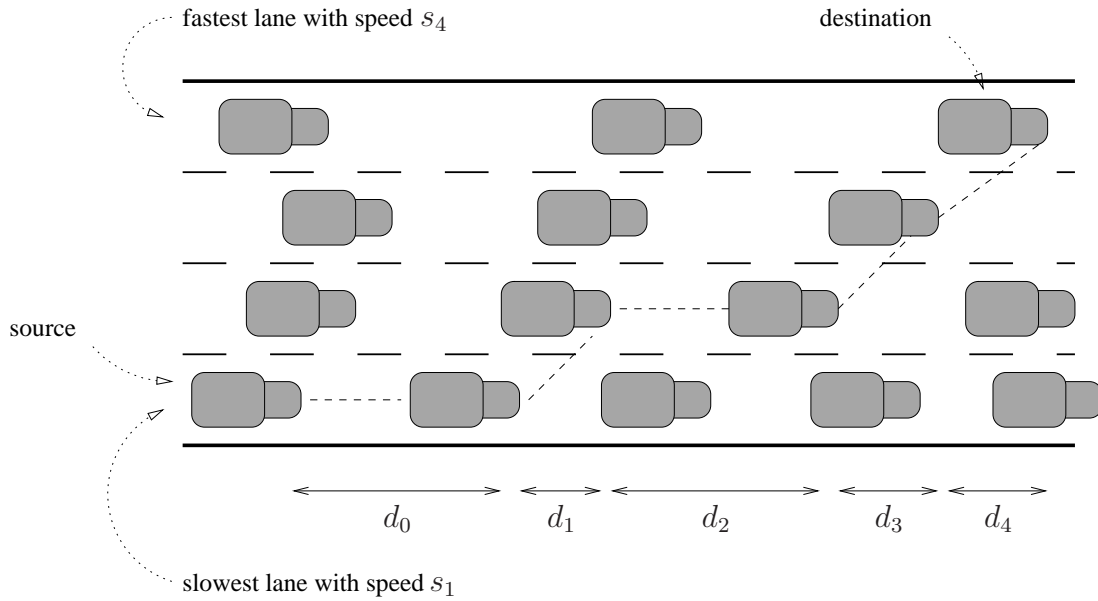 fastest lane with speed s₄
destination
source
d₀
d₁
d₂
d₃
d₄
slowest lane with speed s₁